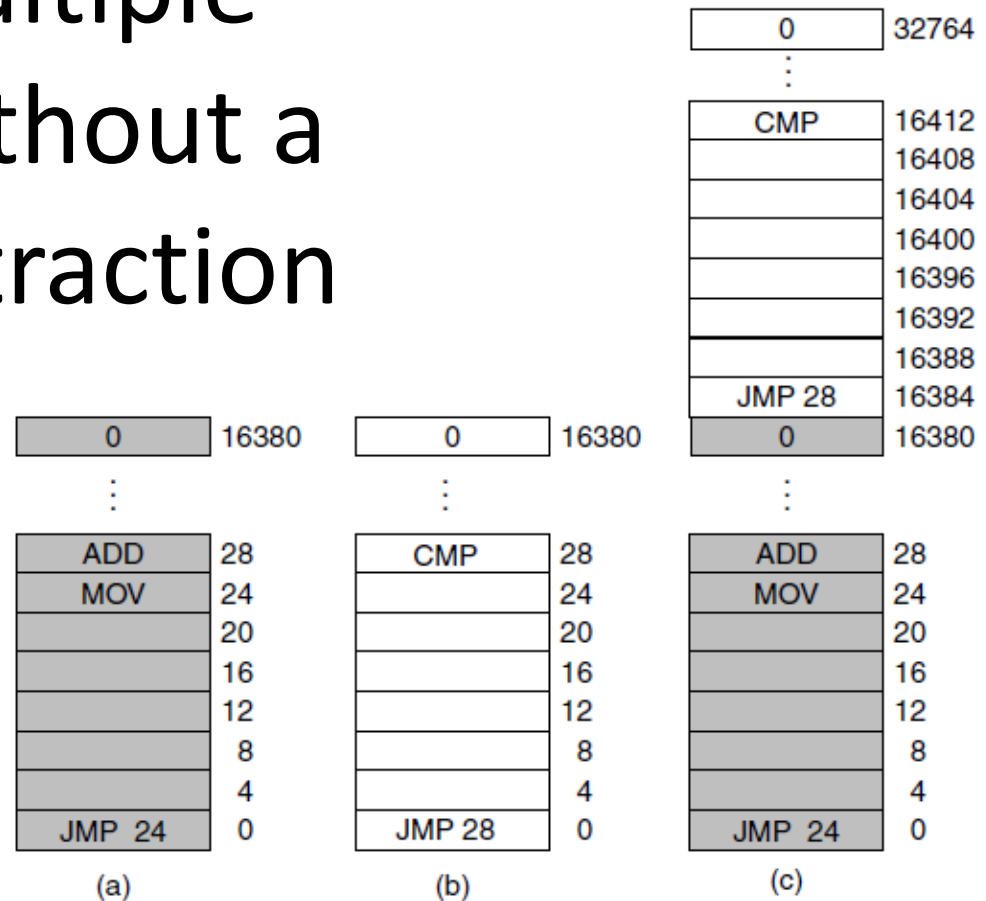 thout a
traction
0 32764
⋮
CMP 16412
16408
16404
16400
16396
16392
16388
JMP 28 16384
0 16380
⋮
ADD 28
MOV 24
20
16
12
8
4
JMP 24 0
(c)
0 16380
⋮
ADD 28
MOV 24
20
16
12
8
4
JMP 24 0
(a)
0 16380
⋮
CMP 28
24
20
16
12
8
4
JMP 28 0
(b)